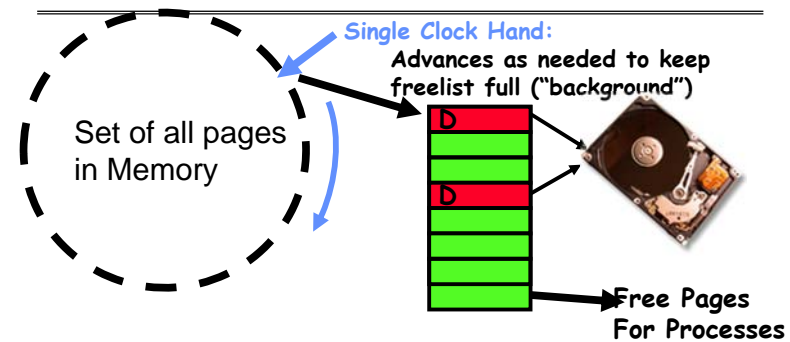 Single Clock Hand:
Advances as needed to keep
freelist full ("background")
Set of all pages
in Memory
D
D
Free Pages
For Processes